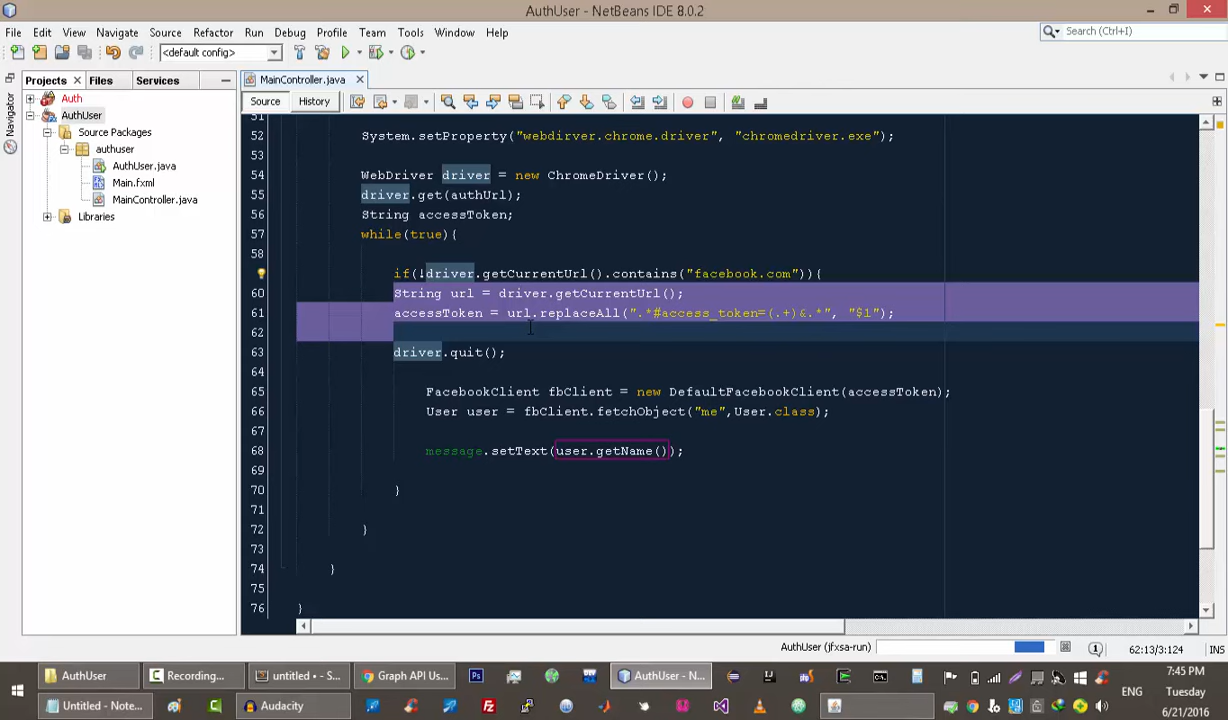 AuthUser - NetBeans IDE 8.0.2
File Edit View Navigate Source Refactor Run Debug Profile Team Tools Window Help
Search (Ctrl+I)
<default config>
Projects Files Services
MainController.java
Navigator
Auth
AuthUser
Source Packages
authuser
AuthUser.java
Main.fxml
MainController.java
Libraries
Source History
51
52 System.setProperty("webdirver.chrome.driver", "chromedriver.exe");
53
54 WebDriver driver = new ChromeDriver();
55 driver.get(authUrl);
56 String accessToken;
57 while(true){
58
if(!driver.getCurrentUrl().contains("facebook.com")){
60 String url = driver.getCurrentUrl();
61 accessToken = url.replaceAll(".*#access_token=(.+)&.*", "$1");
62
63 driver.quit();
64
65 FacebookClient fbClient = new DefaultFacebookClient(accessToken);
66 User user = fbClient.fetchObject("me",User.class);
67
68 message.setText(user.getName());
69
70 }
71
72 }
73
74 }
75
76 }
AuthUser (jfxsa-run)
1
62:13/3:124
INS
AuthUser
Recording...
untitled • - S...
Graph API Us...
AuthUser - N...
Untitled - Note...
Audacity
ENG
7:45 PM
Tuesday
6/21/2016